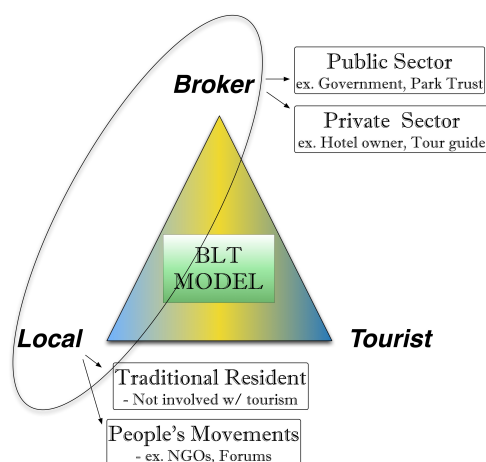 Broker
Public Sector
ex. Government, Park Trust
Private Sector
ex. Hotel owner, Tour guide
BLT
MODEL
Local
Tourist
Traditional Resident
- Not involved w/ tourism
People's Movements
- ex. NGOs, Forums